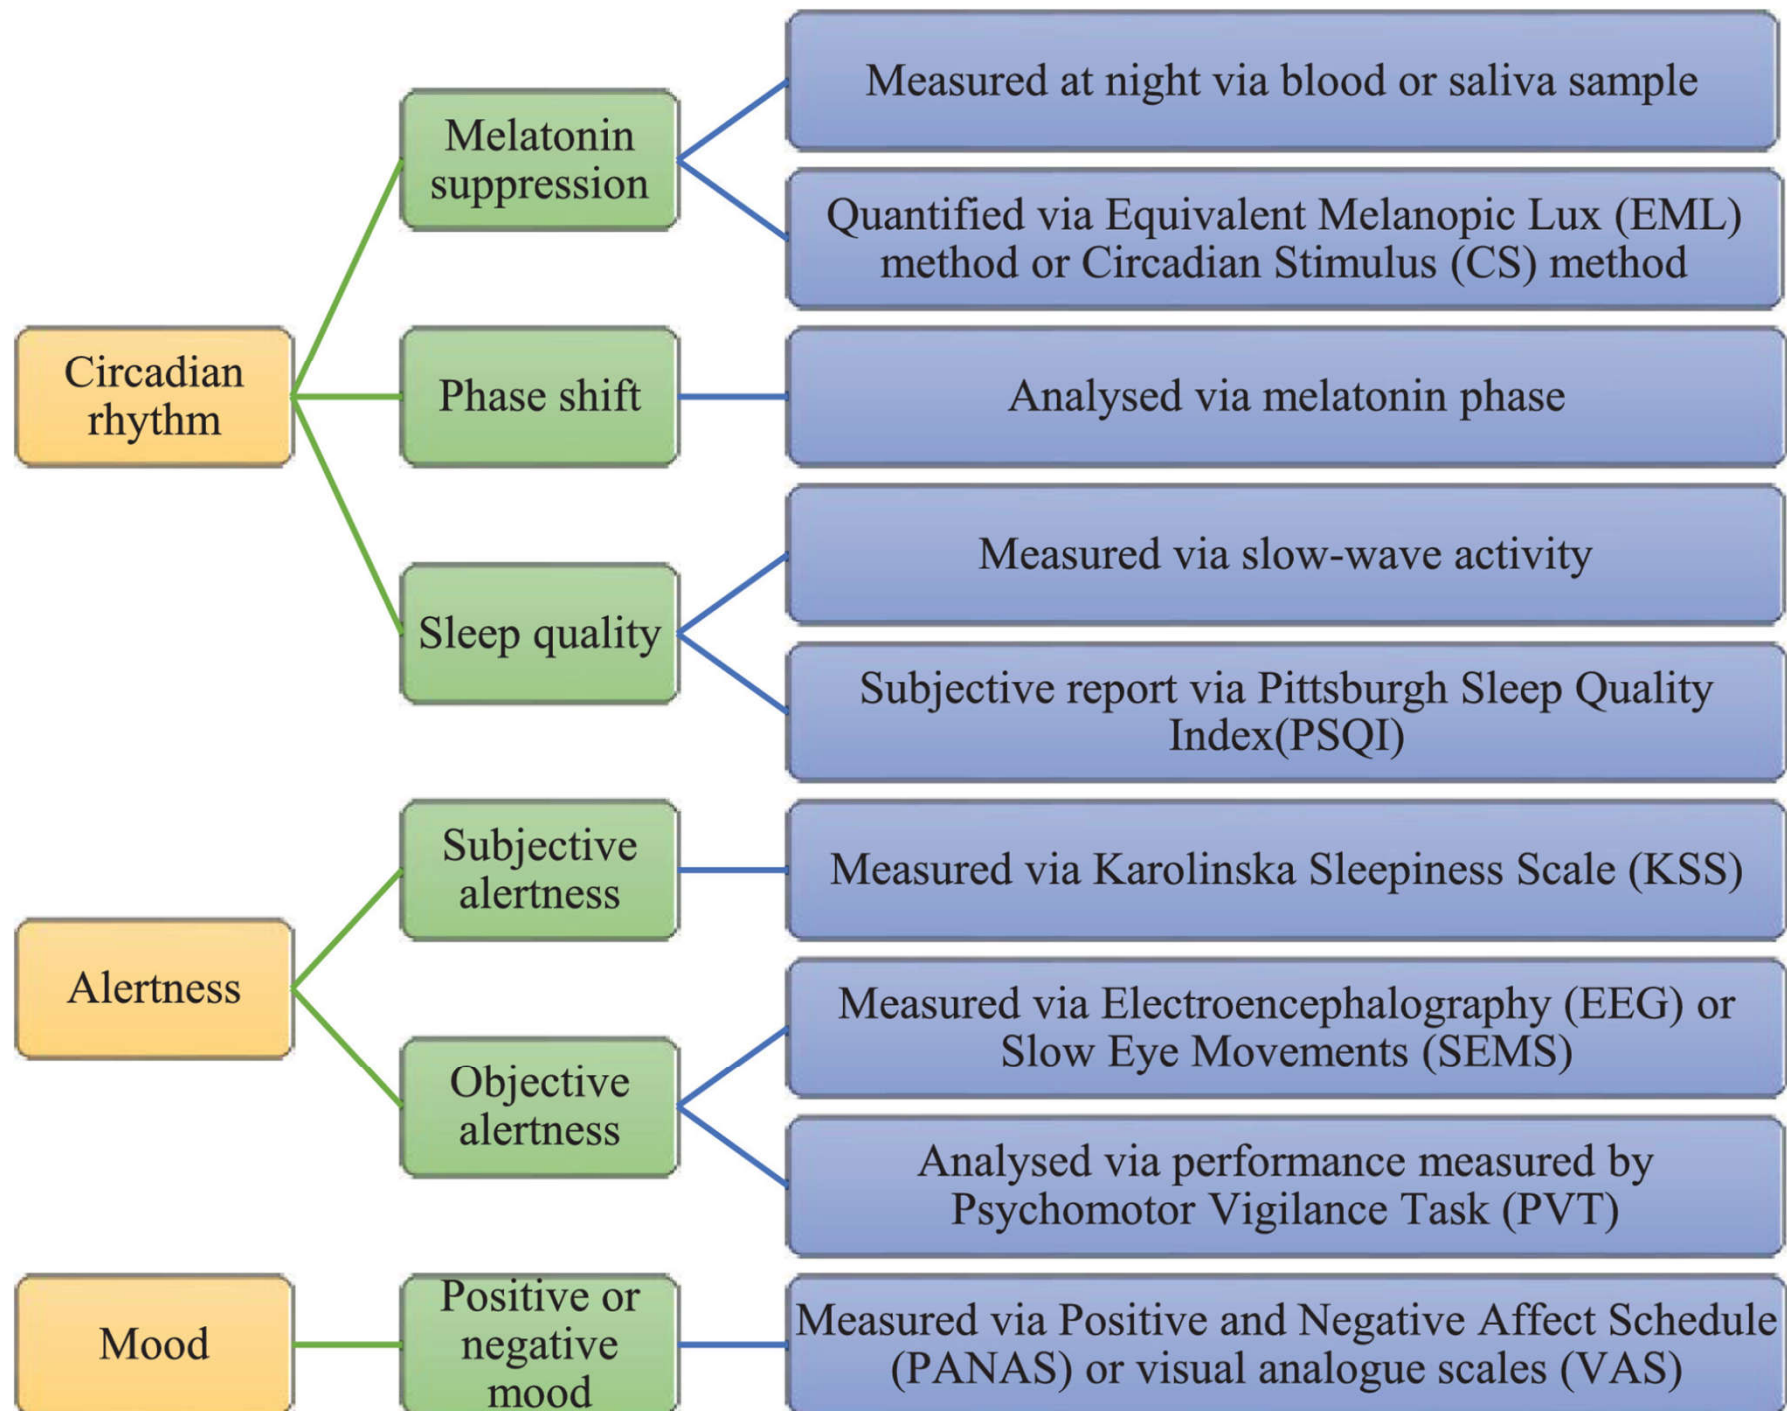 Circadian
rhythm
Melatonin
suppression
Measured at night via blood or saliva sample
Quantified via Equivalent Melanopic Lux (EML)
method or Circadian Stimulus (CS) method
Phase shift
Analysed via melatonin phase
Sleep quality
Measured via slow-wave activity
Subjective report via Pittsburgh Sleep Quality
Index(PSQI)
Alertness
Subjective
alertness
Measured via Karolinska Sleepiness Scale (KSS)
Objective
alertness
Measured via Electroencephalography (EEG) or
Slow Eye Movements (SEMS)
Analysed via performance measured by
Psychomotor Vigilance Task (PVT)
Mood
Positive or
negative
mood
Measured via Positive and Negative Affect Schedule
(PANAS) or visual analogue scales (VAS)